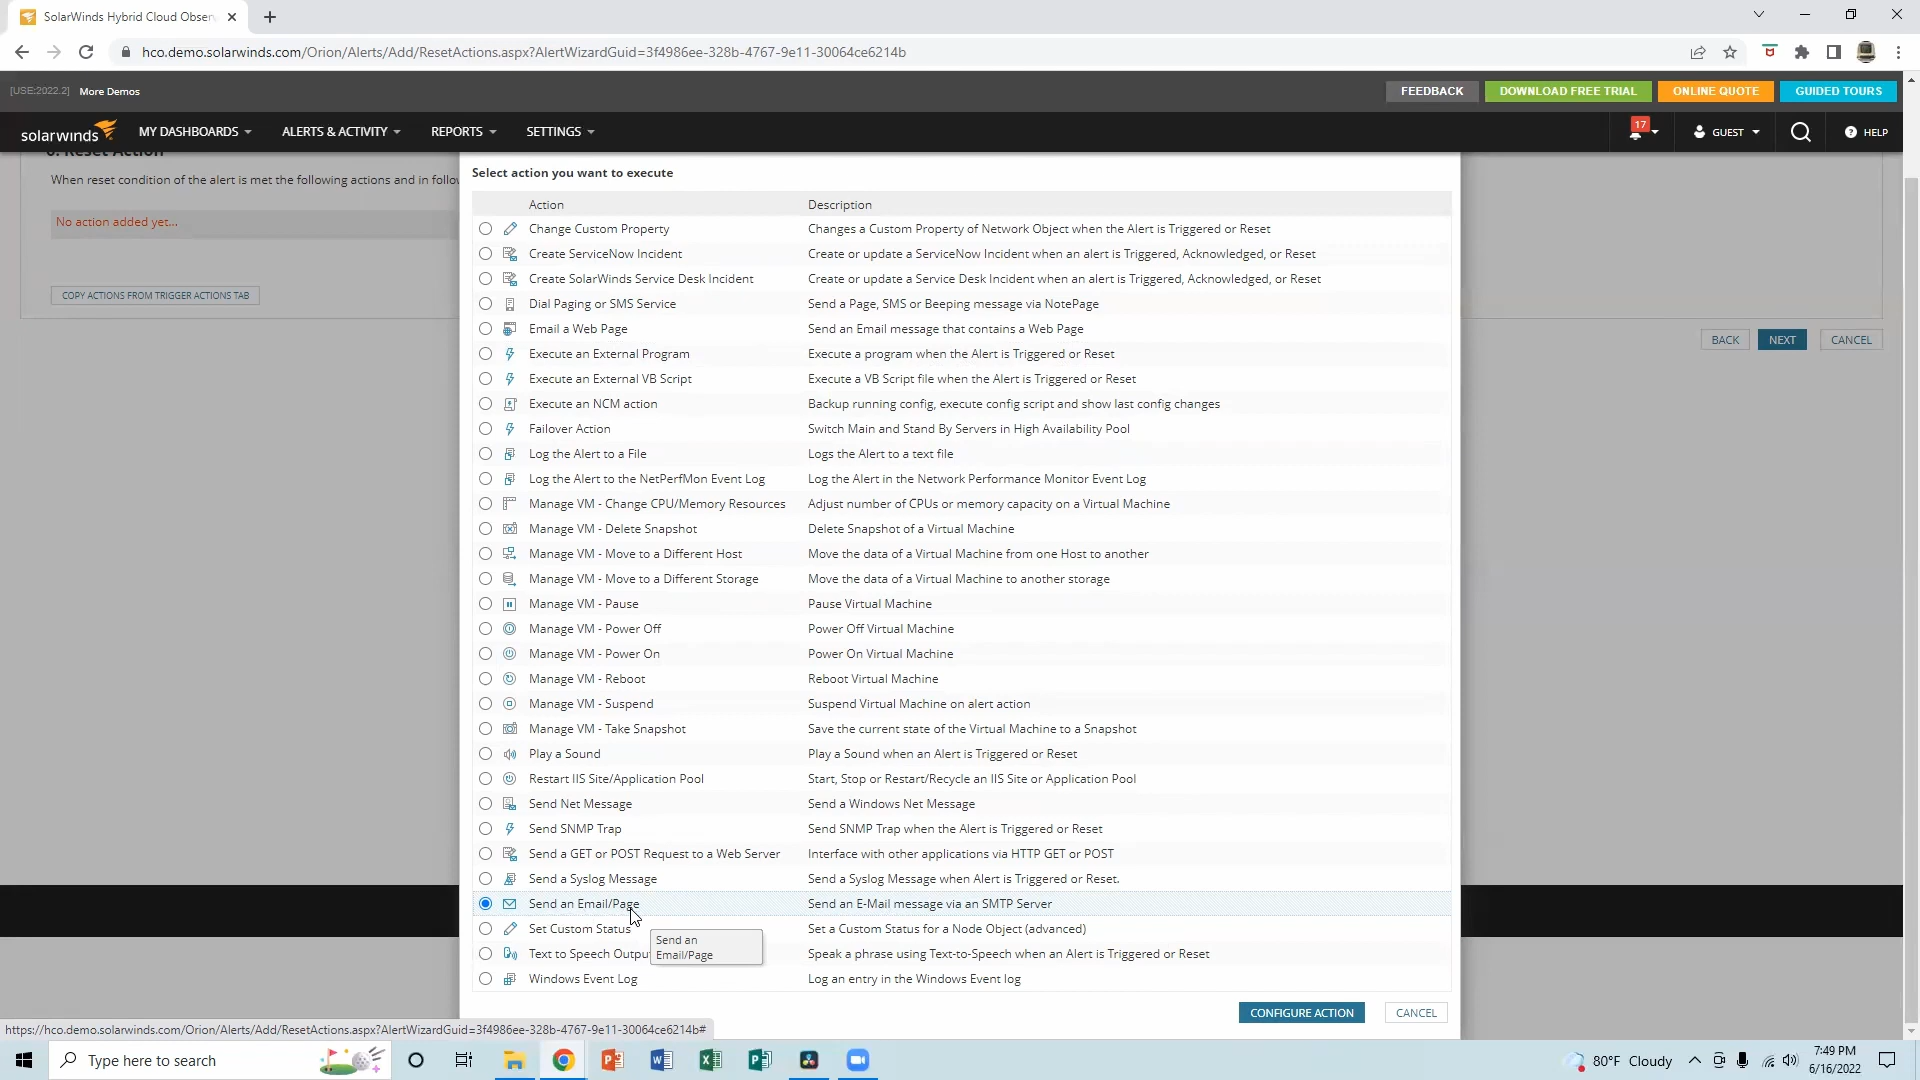 SolarWinds Hybrid Cloud Obser
hco.demo.solarwinds.com/Orion/Alerts/Add/ResetActions.aspx?AlertWizardGuid=3f4986ee-328b-4767-9e11-30064ce6214b
[USE:2022.2] More Demos
FEEDBACK DOWNLOAD FREE TRIAL ONLINE QUOTE GUIDED TOURS
solarwinds MY DASHBOARDS ALERTS & ACTIVITY REPORTS SETTINGS 17 GUEST HELP
Reset Action
When reset condition of the alert is met the following actions and in follo
No action added yet...
COPY ACTIONS FROM TRIGGER ACTIONS TAB
BACK NEXT CANCEL
Select action you want to execute
Action Description
Change Custom Property Changes a Custom Property of Network Object when the Alert is Triggered or Reset
Create ServiceNow Incident Create or update a ServiceNow Incident when an alert is Triggered, Acknowledged, or Reset
Create SolarWinds Service Desk Incident Create or update a Service Desk Incident when an alert is Triggered, Acknowledged, or Reset
Dial Paging or SMS Service Send a Page, SMS or Beeping message via NotePage
Email a Web Page Send an Email message that contains a Web Page
Execute an External Program Execute a program when the Alert is Triggered or Reset
Execute an External VB Script Execute a VB Script file when the Alert is Triggered or Reset
Execute an NCM action Backup running config, execute config script and show last config changes
Failover Action Switch Main and Stand By Servers in High Availability Pool
Log the Alert to a File Logs the Alert to a text file
Log the Alert to the NetPerfMon Event Log Log the Alert in the Network Performance Monitor Event Log
Manage VM - Change CPU/Memory Resources Adjust number of CPUs or memory capacity on a Virtual Machine
Manage VM - Delete Snapshot Delete Snapshot of a Virtual Machine
Manage VM - Move to a Different Host Move the data of a Virtual Machine from one Host to another
Manage VM - Move to a Different Storage Move the data of a Virtual Machine to another storage
Manage VM - Pause Pause Virtual Machine
Manage VM - Power Off Power Off Virtual Machine
Manage VM - Power On Power On Virtual Machine
Manage VM - Reboot Reboot Virtual Machine
Manage VM - Suspend Suspend Virtual Machine on alert action
Manage VM - Take Snapshot Save the current state of the Virtual Machine to a Snapshot
Play a Sound Play a Sound when an Alert is Triggered or Reset
Restart IIS Site/Application Pool Start, Stop or Restart/Recycle an IIS Site or Application Pool
Send Net Message Send a Windows Net Message
Send SNMP Trap Send SNMP Trap when the Alert is Triggered or Reset
Send a GET or POST Request to a Web Server Interface with other applications via HTTP GET or POST
Send a Syslog Message Send a Syslog Message when Alert is Triggered or Reset.
Send an Email/Page Send an E-Mail message via an SMTP Server
Set Custom Status Set a Custom Status for a Node Object (advanced)
Send an
Email/Page
Text to Speech Outpu Speak a phrase using Text-to-Speech when an Alert is Triggered or Reset
Windows Event Log Log an entry in the Windows Event log
CONFIGURE ACTION CANCEL
https://hco.demo.solarwinds.com/Orion/Alerts/Add/ResetActions.aspx?AlertWizardGuid=3f4986ee-328b-4767-9e11-30064ce6214b#
Type here to search
80°F Cloudy
7:49 PM
6/16/2022